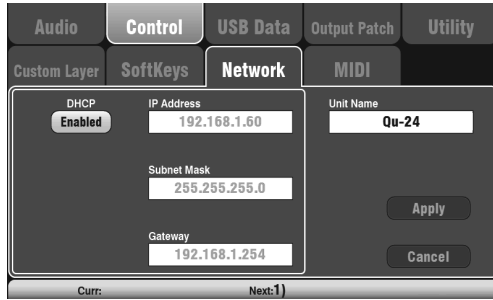 Audio Control USB Data Output Patch Utility
Custom Layer SoftKeys Network MIDI
DHCP IP Address Unit Name
Enabled 192.168.1.60 Qu-24
Subnet Mask
255.255.255.0
Apply
Gateway
192.168.1.254 Cancel
Curr: Next:1)